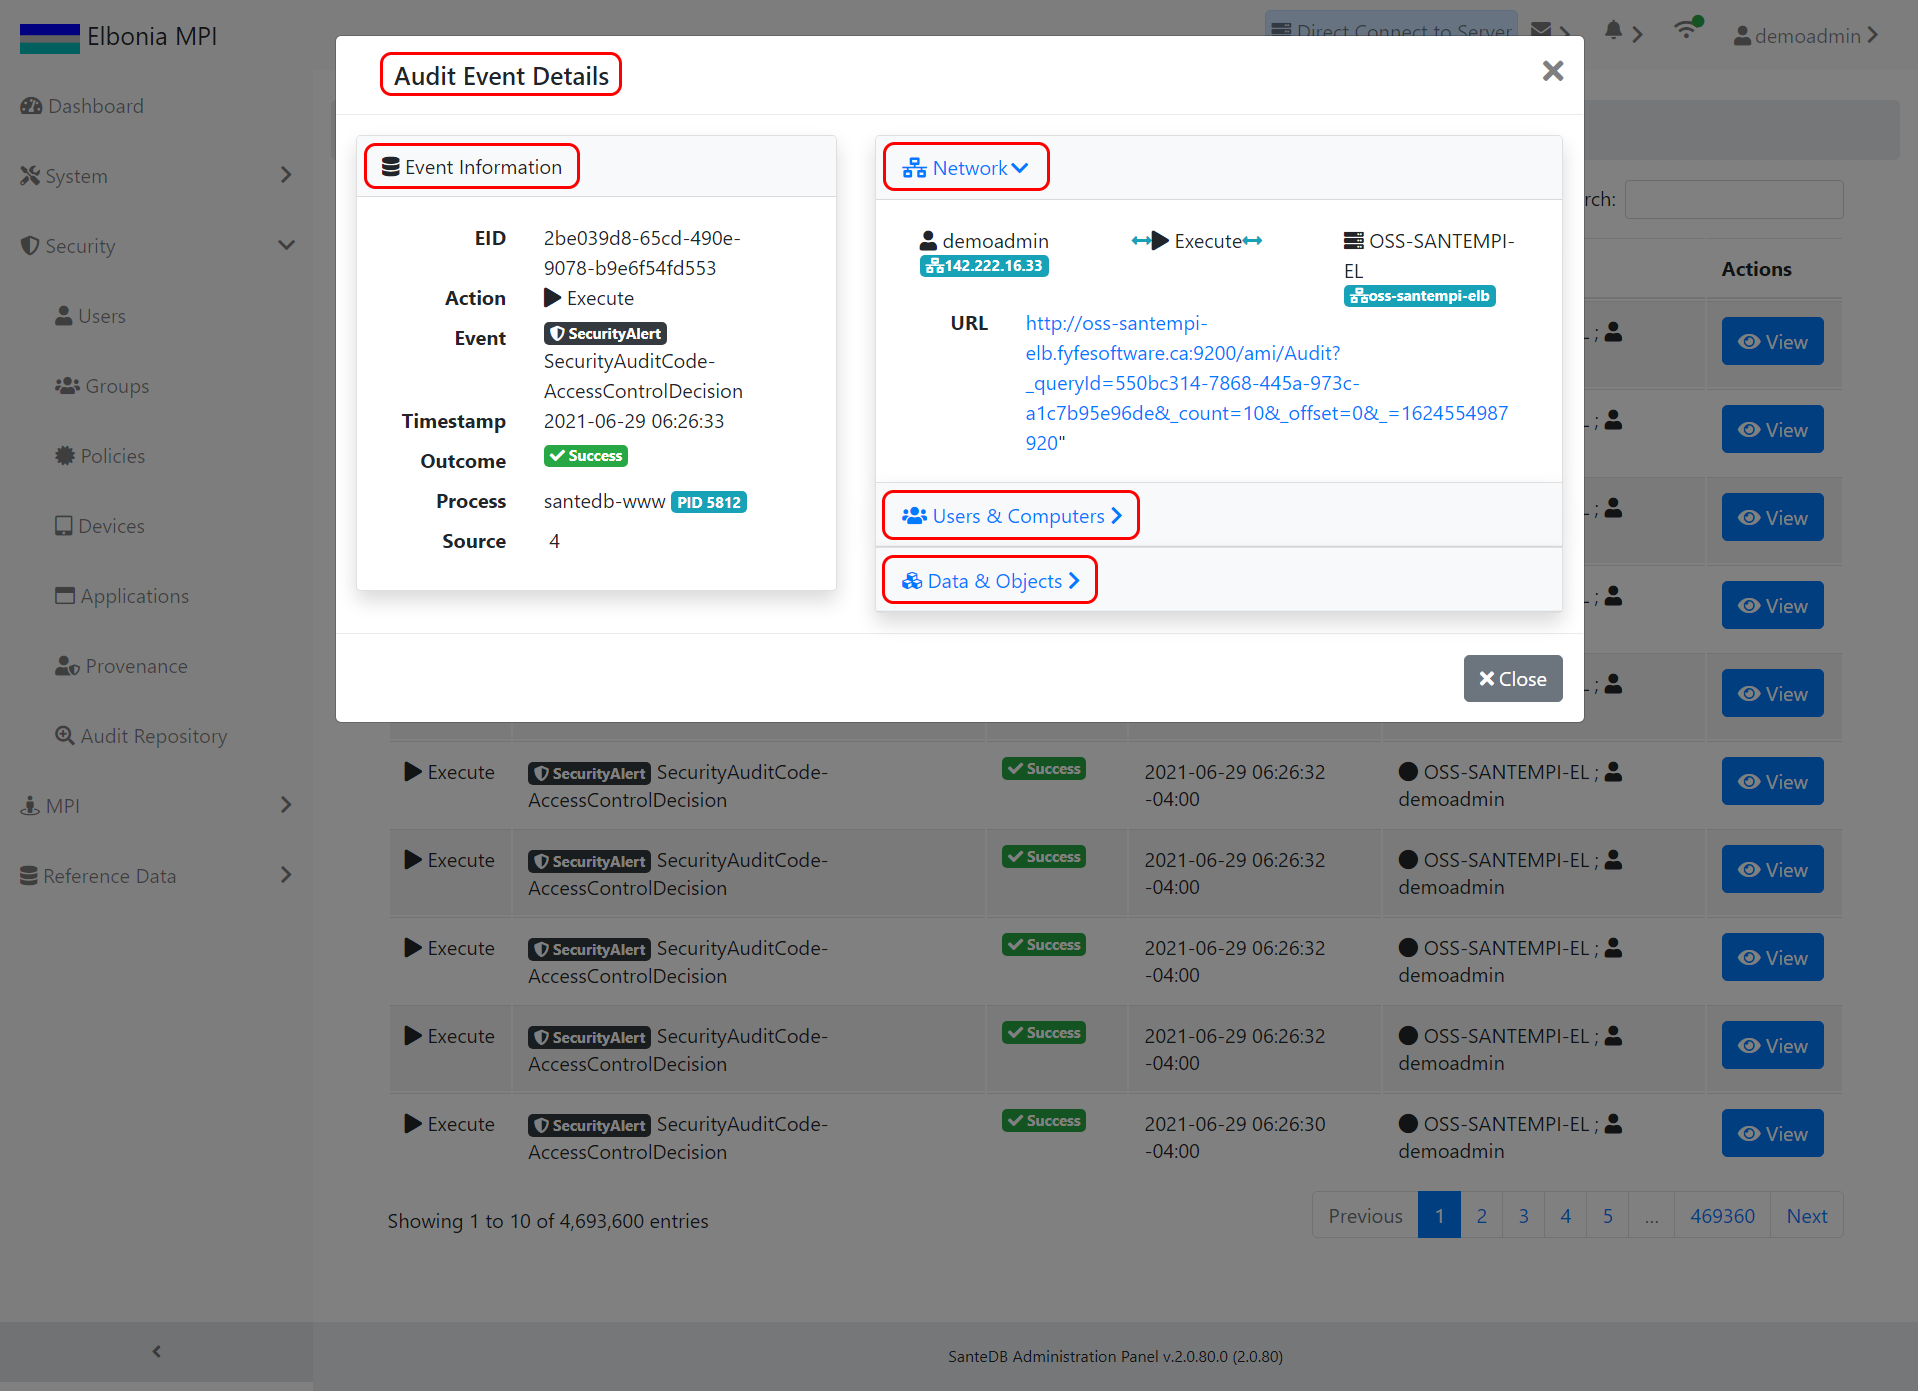 Elbonia MPI
Direct Connect to Server
demoadmin
Dashboard
System
Security
Users
Groups
Policies
Devices
Applications
Provenance
Audit Repository
MPI
Reference Data
Audit Event Details
Event Information
EID 2be039d8-65cd-490e-
9078-b9e6f54fd553
Action Execute
Event SecurityAlert
SecurityAuditCode-
AccessControlDecision
Timestamp 2021-06-29 06:26:33
Outcome Success
Process santedb-www PID 5812
Source 4
Network
demoadmin Execute OSS-SANTEMPI-
EL
142.222.16.33
oss-santempi-elb
URL http://oss-santempi-
elb.fyfesoftware.ca:9200/ami/Audit?
_queryId=550bc314-7868-445a-973c-
a1c7b95e96de&_count=10&_offset=0&_=1624554987
920"
Users & Computers
Data & Objects
Close
rch:
Actions
; View
; View
; View
; View
; View
Execute SecurityAlert SecurityAuditCode- Success 2021-06-29 06:26:32 OSS-SANTEMPI-EL ; View
AccessControlDecision -04:00 demoadmin
Execute SecurityAlert SecurityAuditCode- Success 2021-06-29 06:26:32 OSS-SANTEMPI-EL ; View
AccessControlDecision -04:00 demoadmin
Execute SecurityAlert SecurityAuditCode- Success 2021-06-29 06:26:32 OSS-SANTEMPI-EL ; View
AccessControlDecision -04:00 demoadmin
Execute SecurityAlert SecurityAuditCode- Success 2021-06-29 06:26:32 OSS-SANTEMPI-EL ; View
AccessControlDecision -04:00 demoadmin
Execute SecurityAlert SecurityAuditCode- Success 2021-06-29 06:26:30 OSS-SANTEMPI-EL ; View
AccessControlDecision -04:00 demoadmin
Showing 1 to 10 of 4,693,600 entries
Previous 1 2 3 4 5 ... 469360 Next
SanteDB Administration Panel v.2.0.80.0 (2.0.80)